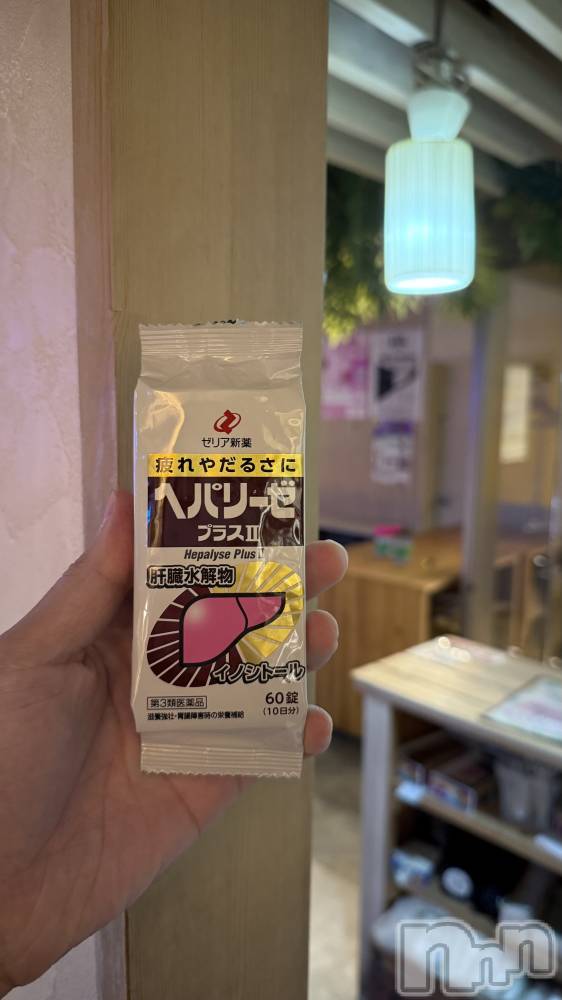 ゼリア新薬
疲れやだるさに
ヘパリーゼ
プラスⅡ
Hepalyse Plus Ⅱ
肝臓水解物
イノシトール
第3類医薬品
60錠
(10日分)
滋養強壮・胃腸障害時の栄養補給
nnn